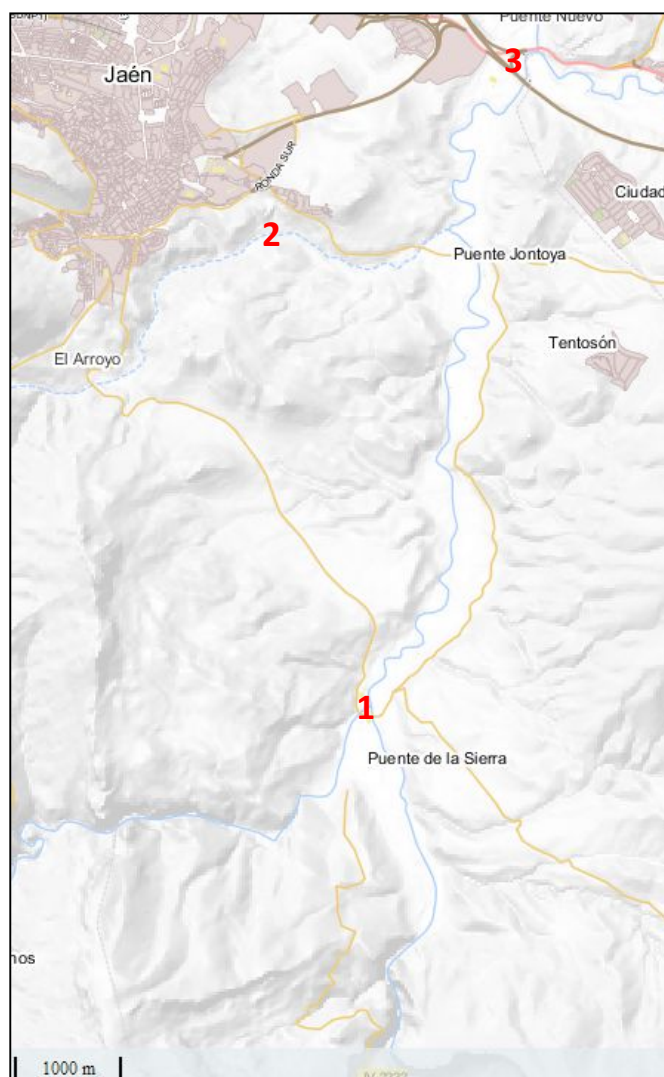 Puente Nuevo
3
Jaén
RONDA SUR
Ciudad
2
Puente Jontoya
Tentosón
El Arroyo
1
Puente de la Sierra
nos
1000 m